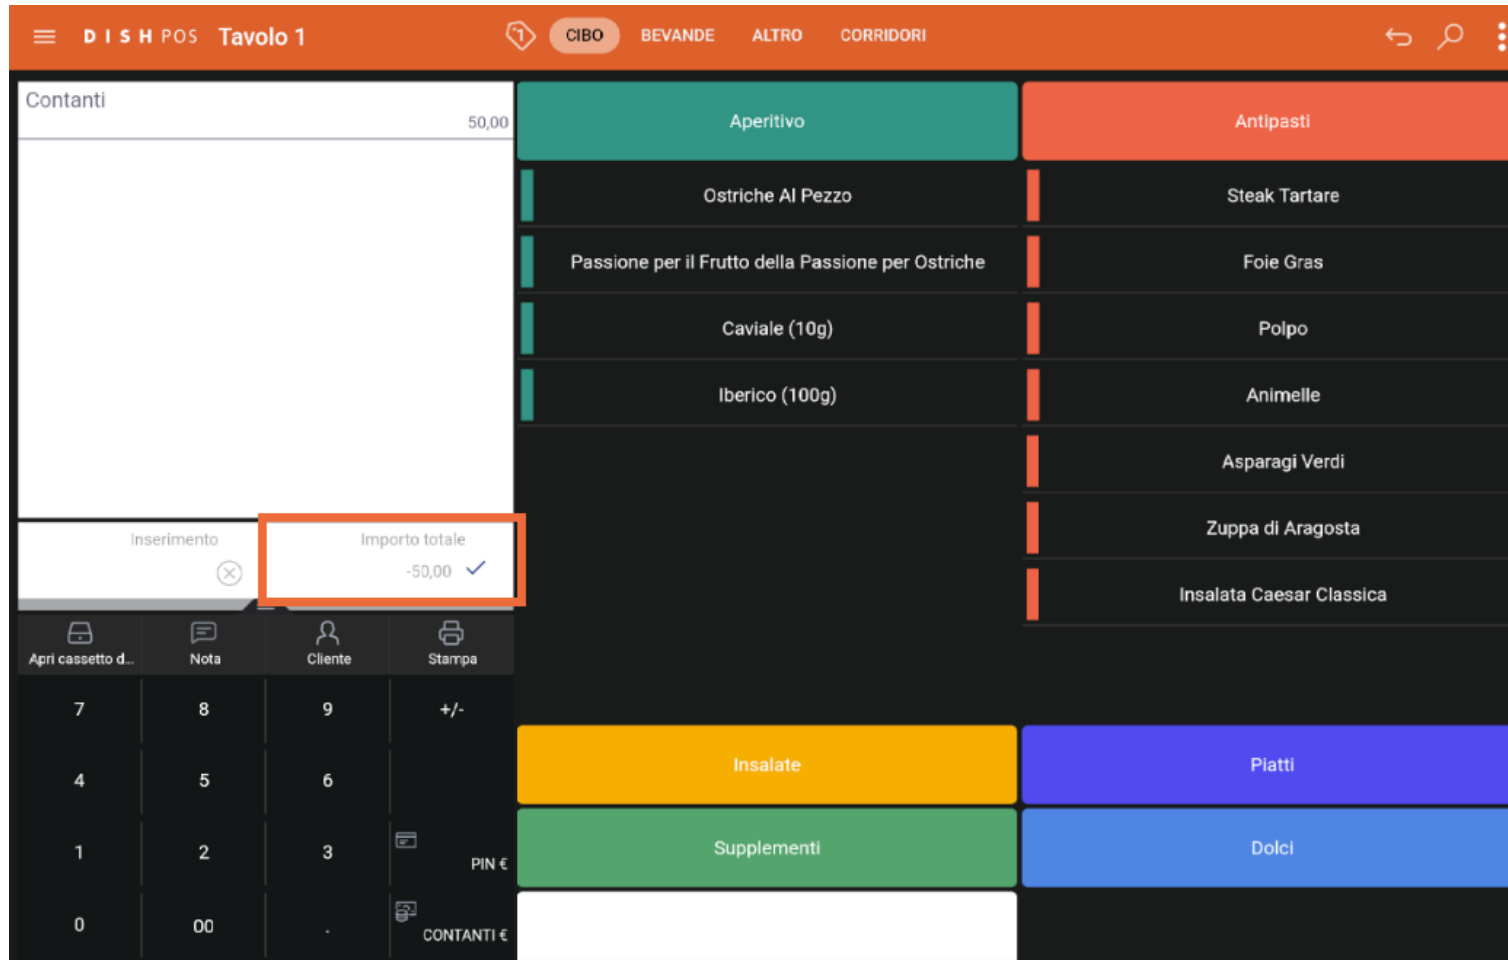 DISH POS Tavolo 1
1 CIBO BEVANDE ALTRO CORRIDORI
Contanti
50,00
Inserimento
Importo totale
-50,00
Apri cassetto d...
Nota
Cliente
Stampa
7 8 9 +/-
4 5 6
1 2 3 PIN €
0 00 . CONTANTI €
Aperitivo
Ostriche Al Pezzo
Passione per il Frutto della Passione per Ostriche
Caviale (10g)
Iberico (100g)
Antipasti
Steak Tartare
Foie Gras
Polpo
Animelle
Asparagi Verdi
Zuppa di Aragosta
Insalata Caesar Classica
Insalate
Piatti
Supplementi
Dolci